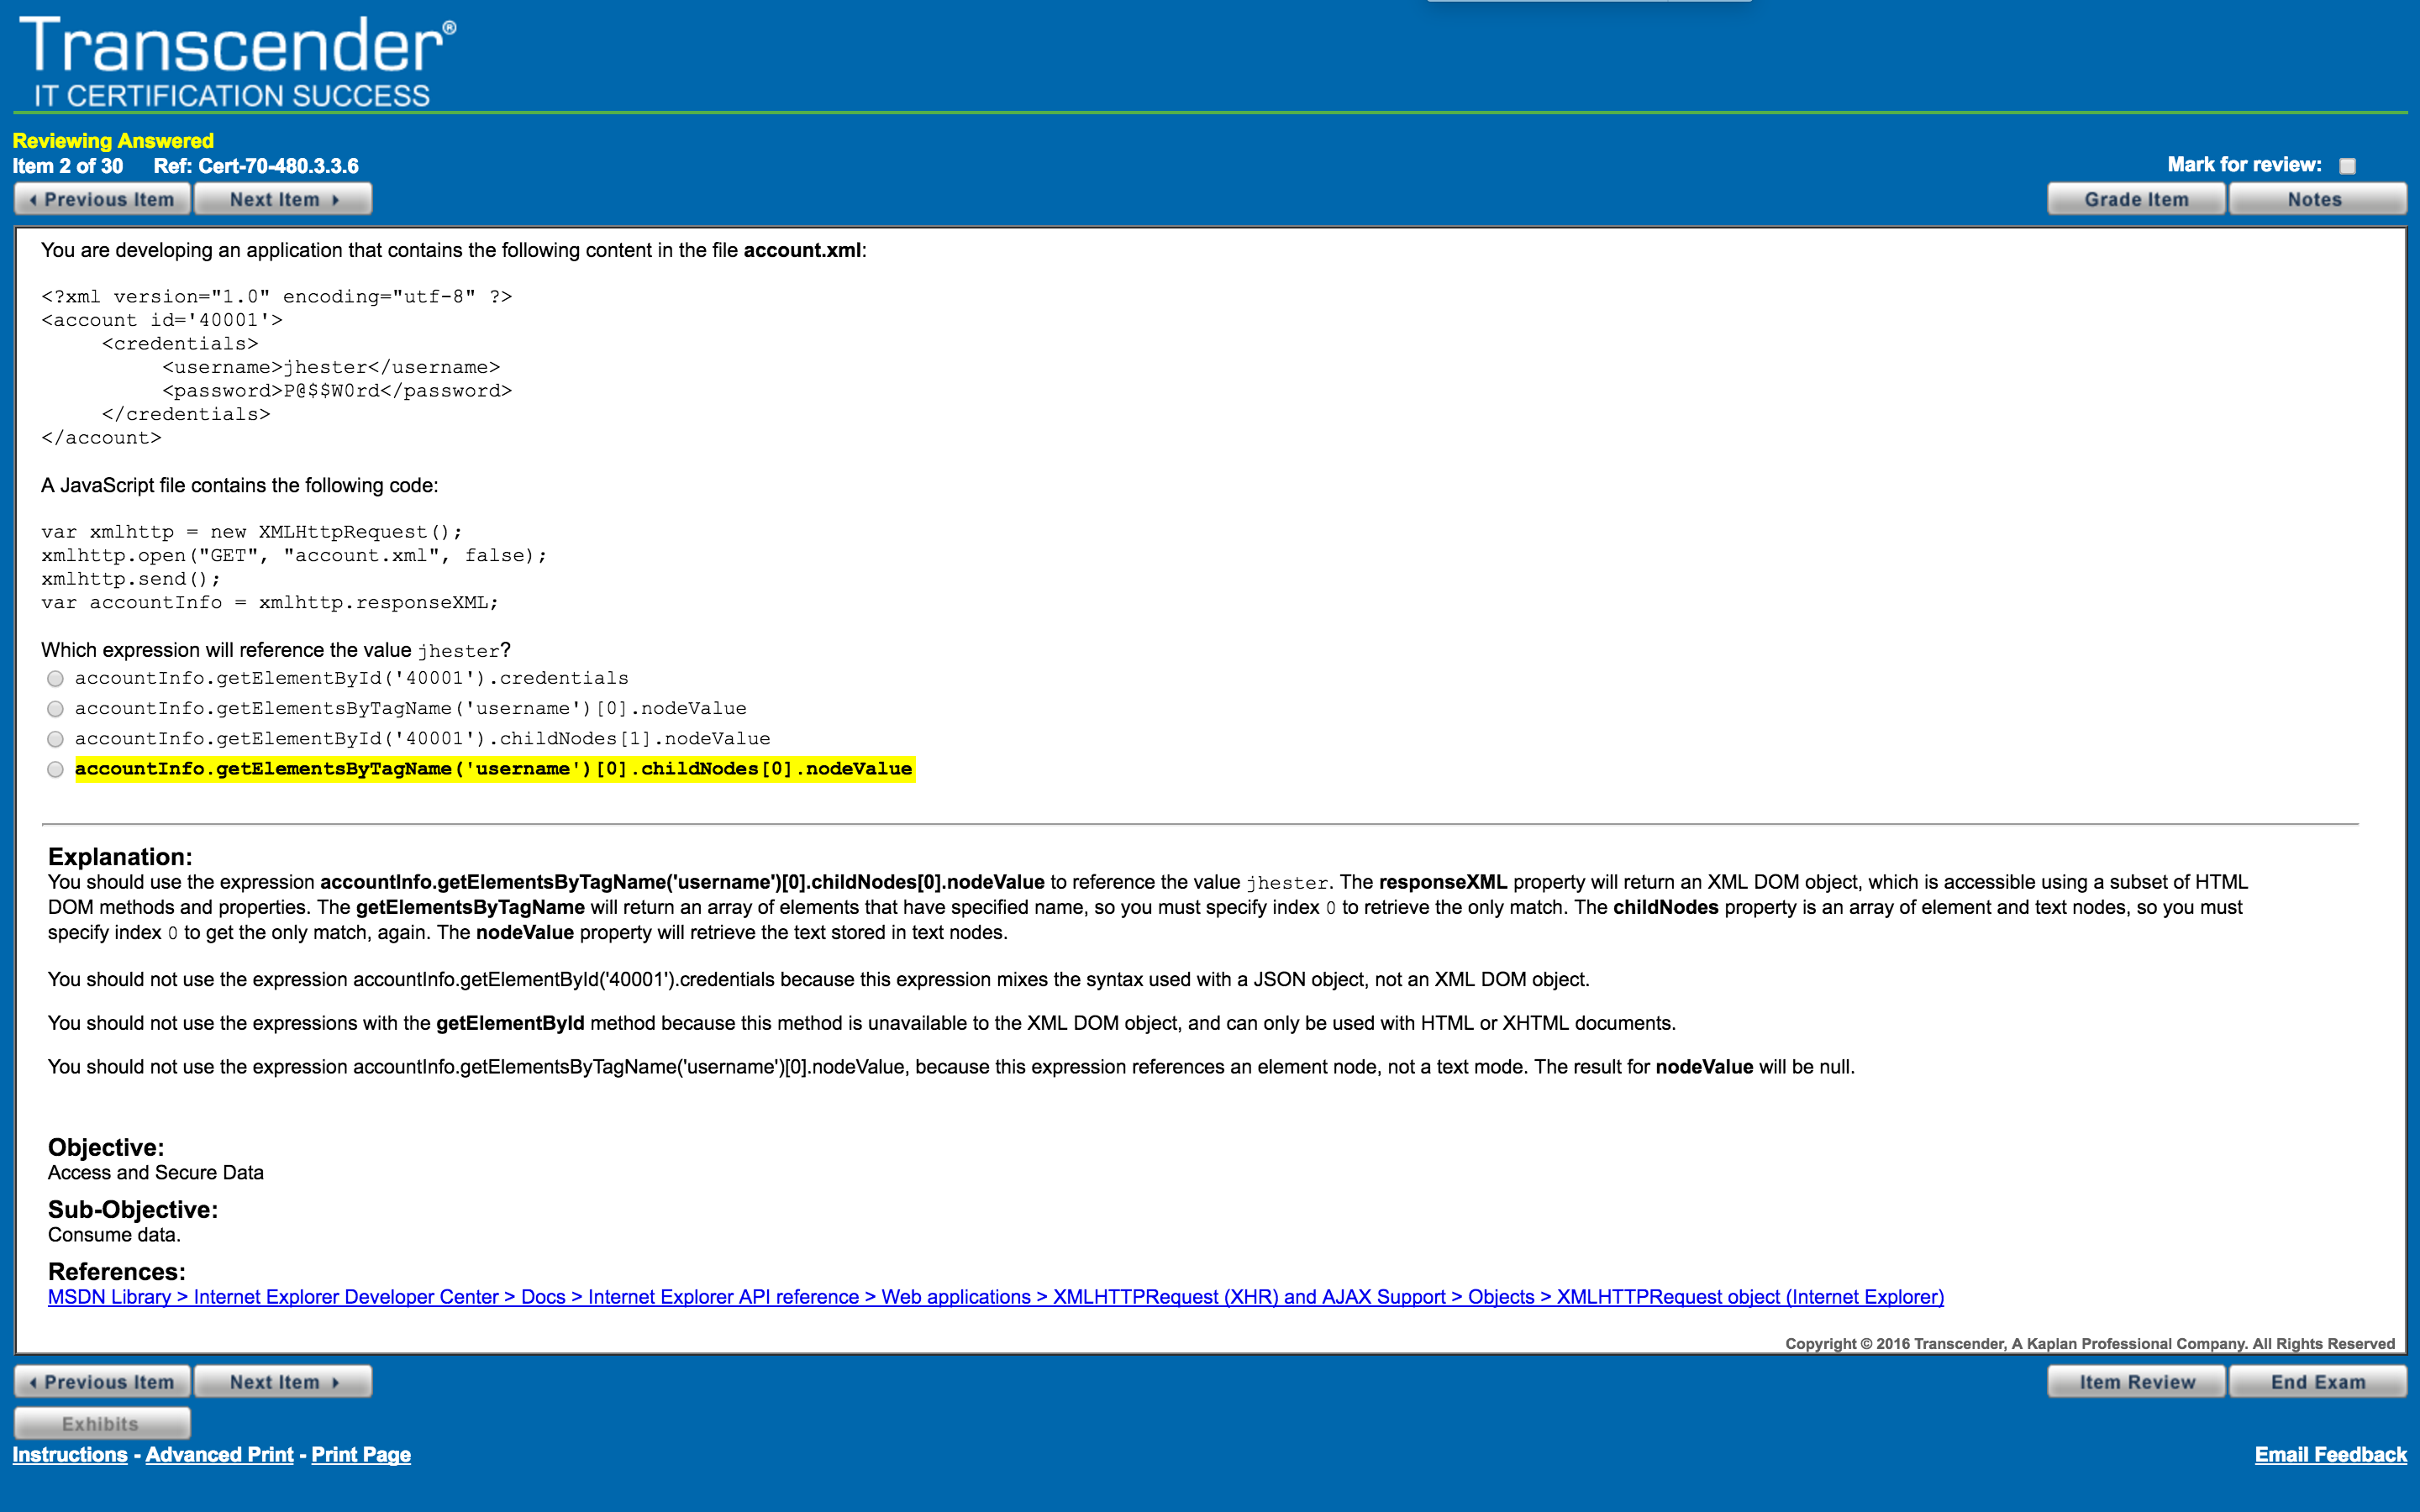 Transcender®
IT CERTIFICATION SUCCESS
Reviewing Answered
Item 2 of 30 Ref: Cert-70-480.3.3.6
Mark for review:
Previous Item Next Item Grade Item Notes
You are developing an application that contains the following content in the file account.xml:
<?xml version="1.0" encoding="utf-8" ?>
<account id='40001'>
<credentials>
<username>jhester</username>
<password>P@$$W0rd</password>
</credentials>
</account>
A JavaScript file contains the following code:
var xmlhttp = new XMLHttpRequest();
xmlhttp.open("GET", "account.xml", false);
xmlhttp.send();
var accountInfo = xmlhttp.responseXML;
Which expression will reference the value jhester?
accountInfo.getElementById('40001').credentials
accountInfo.getElementsByTagName('username')[0].nodeValue
accountInfo.getElementById('40001').childNodes[1].nodeValue
accountInfo.getElementsByTagName('username')[0].childNodes[0].nodeValue
Explanation:
You should use the expression accountInfo.getElementsByTagName('username')[0].childNodes[0].nodeValue to reference the value jhester. The responseXML property will return an XML DOM object, which is accessible using a subset of HTML
DOM methods and properties. The getElementsByTagName will return an array of elements that have specified name, so you must specify index 0 to retrieve the only match. The childNodes property is an array of element and text nodes, so you must
specify index 0 to get the only match, again. The nodeValue property will retrieve the text stored in text nodes.
You should not use the expression accountInfo.getElementById('40001').credentials because this expression mixes the syntax used with a JSON object, not an XML DOM object.
You should not use the expressions with the getElementById method because this method is unavailable to the XML DOM object, and can only be used with HTML or XHTML documents.
You should not use the expression accountInfo.getElementsByTagName('username')[0].nodeValue, because this expression references an element node, not a text mode. The result for nodeValue will be null.
Objective:
Access and Secure Data
Sub-Objective:
Consume data.
References:
MSDN Library > Internet Explorer Developer Center > Docs > Internet Explorer API reference > Web applications > XMLHTTPRequest (XHR) and AJAX Support > Objects > XMLHTTPRequest object (Internet Explorer)
Copyright © 2016 Transcender, A Kaplan Professional Company. All Rights Reserved
Previous Item Next Item Item Review End Exam
Exhibits
Instructions - Advanced Print - Print Page Email Feedback